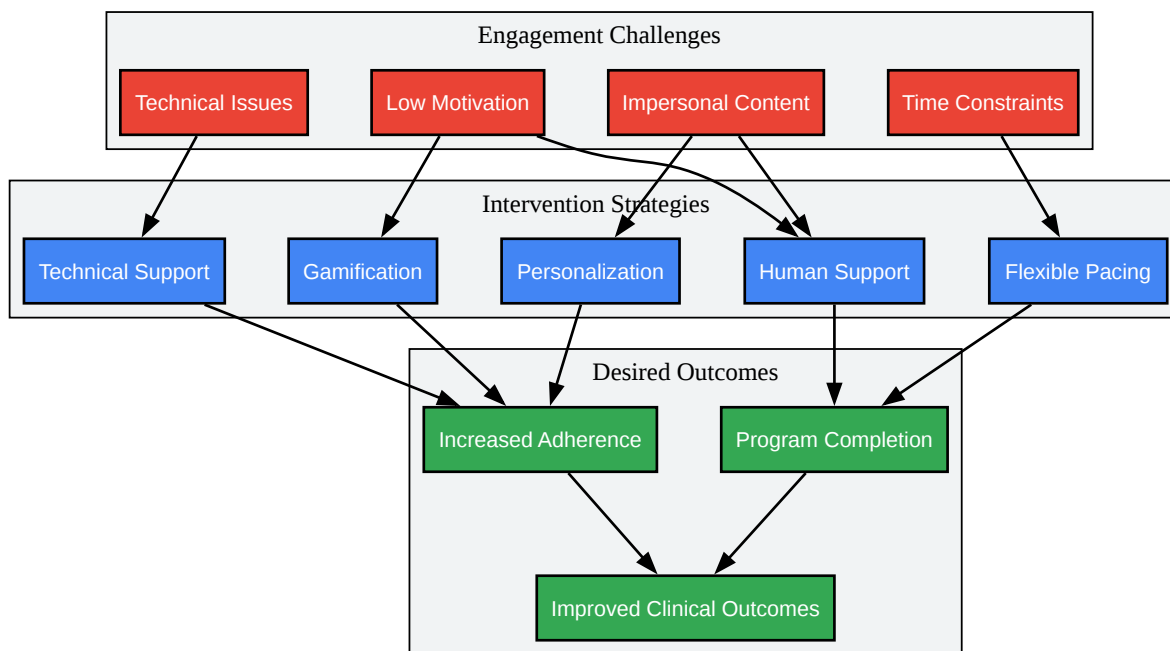 Engagement Challenges
Technical Issues
Low Motivation
Impersonal Content
Time Constraints
Intervention Strategies
Technical Support
Gamification
Personalization
Human Support
Flexible Pacing
Desired Outcomes
Increased Adherence
Program Completion
Improved Clinical Outcomes